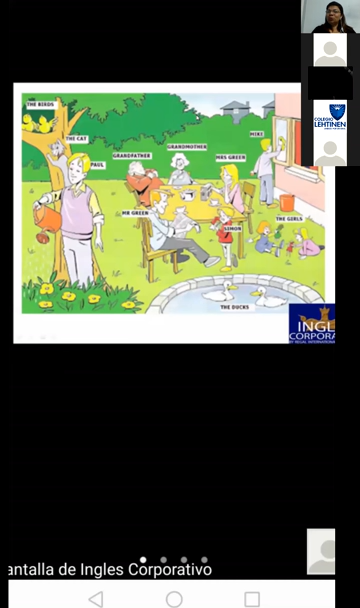 COLEGIO
LEHTINEN
THE BIRDS
THE CAT
MIKE
GRANDMOTHER
GRANDFATHER
MRS GREEN
PAUL
MR GREEN
THE GIRLS
SIMON
THE DUCKS
INGL
CORPORA
antalla de Ingles Corporativo